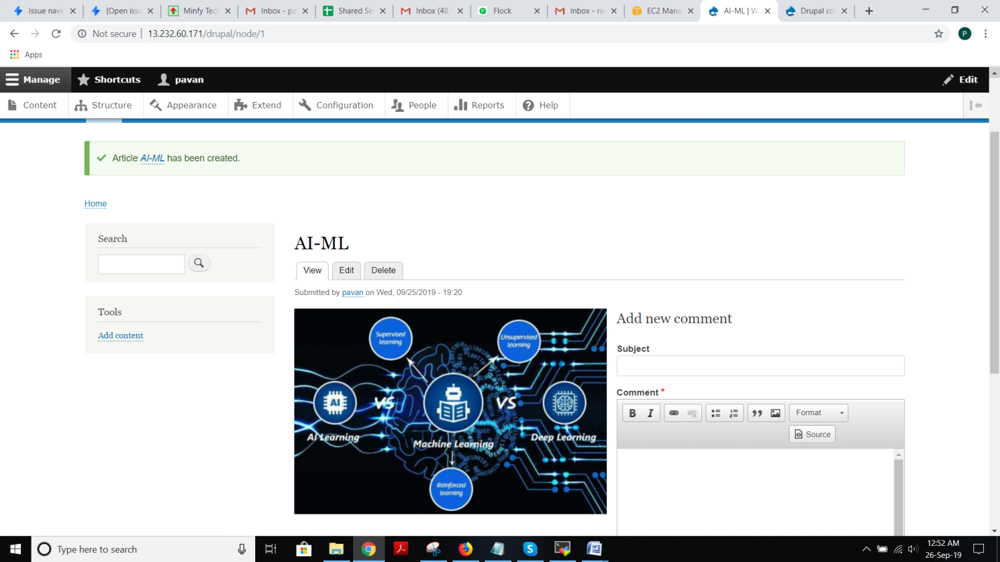 Issue navi
[Open issu
Minfy Tech
Inbox - pa
Shared Se
Inbox (48,
Flock
Inbox - ns
EC2 Mana
AI-ML | W
Drupal co
Not secure | 13.232.60.171/drupal/node/1
P
Apps
Manage Shortcuts pavan Edit
Content Structure Appearance Extend Configuration People Reports Help
Article AI-ML has been created.
Home
Search
Tools
Add content
AI-ML
View Edit Delete
Submitted by pavan on Wed, 09/25/2019 - 19:20
Supervised
learning
Unsupervised
learning
AI
VS
VS
AI Learning
Machine Learning
Deep Learning
Reinforced
learning
Add new comment
Subject
Comment *
B I Format
Source
Type here to search
12:52 AM
26-Sep-19